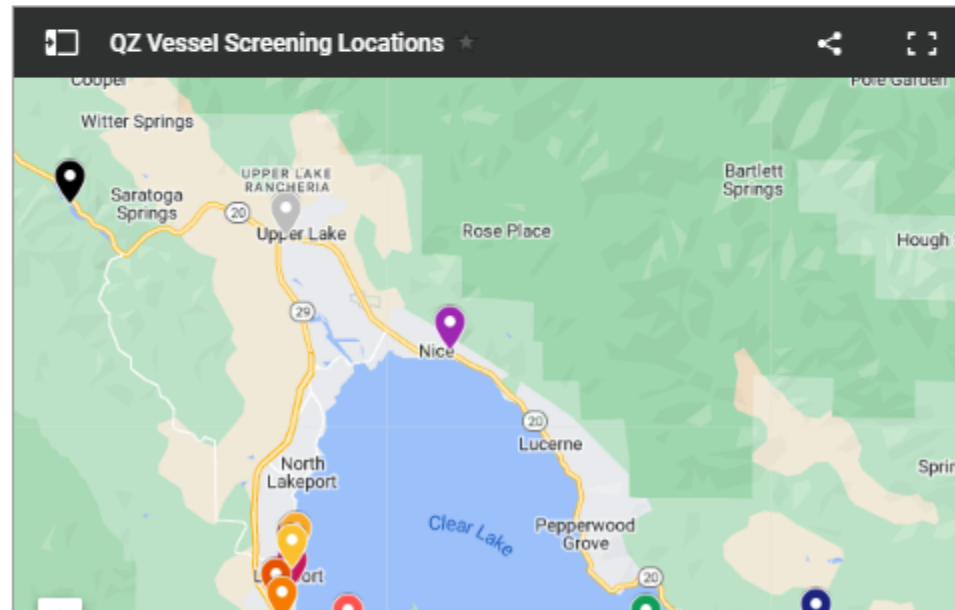 QZ Vessel Screening Locations
Cooper
Pole Garden
Witter Springs
UPPER LAKE
RANCHERIA
Bartlett
Springs
Saratoga
Springs
20
Upper Lake
Rose Place
Hough
29
Nice
20
Lucerne
North
Lakeport
Clear Lake
Pepperwood
Grove
20